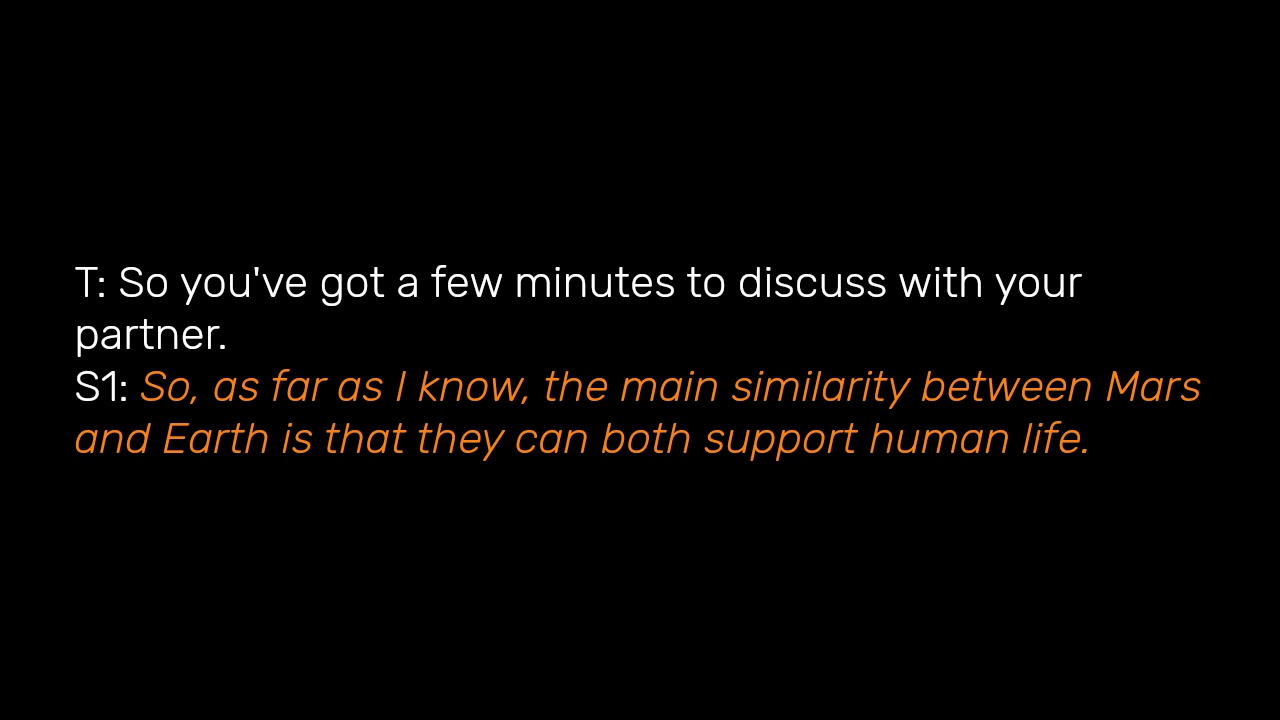 T: So you've got a few minutes to discuss with your
partner.
S1: So, as far as I know, the main similarity between Mars
and Earth is that they can both support human life.